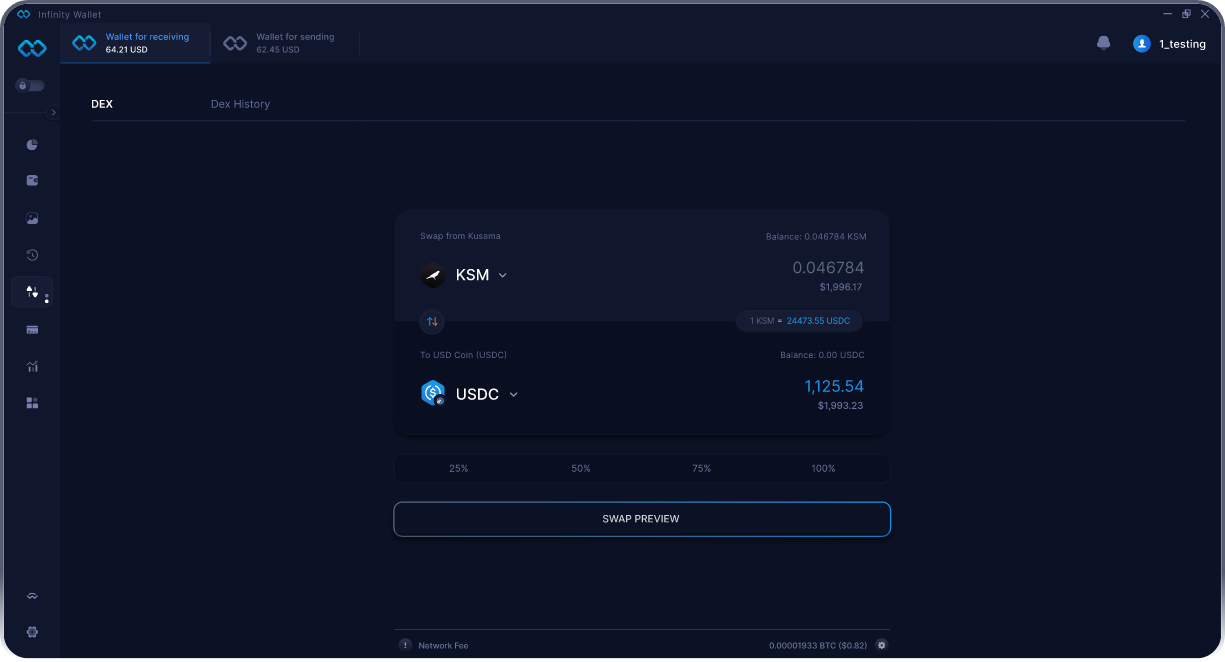 Infinity Wallet
Wallet for receiving
64.21 USD
Wallet for sending
62.45 USD
1_testing
DEX
Dex History
Swap from Kusama
Balance: 0.046784 KSM
KSM
0.046784
$1,996.17
1 KSM = 24473.55 USDC
To USD Coin (USDC)
Balance: 0.00 USDC
USDC
1,125.54
$1,993.23
25% 50% 75% 100%
SWAP PREVIEW
Network Fee
0.00001933 BTC ($0.82)